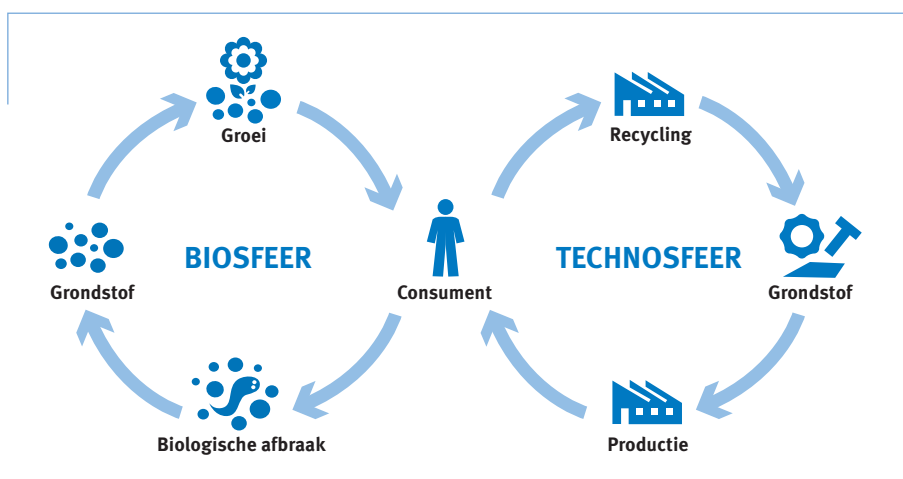 Groei
Recycling
BIOSFEER
TECHNOSFEER
Grondstof
Consument
Grondstof
Biologische afbraak
Productie